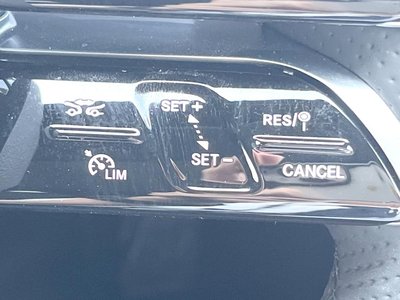 SET +
RES/
SET -
LIM
CANCEL